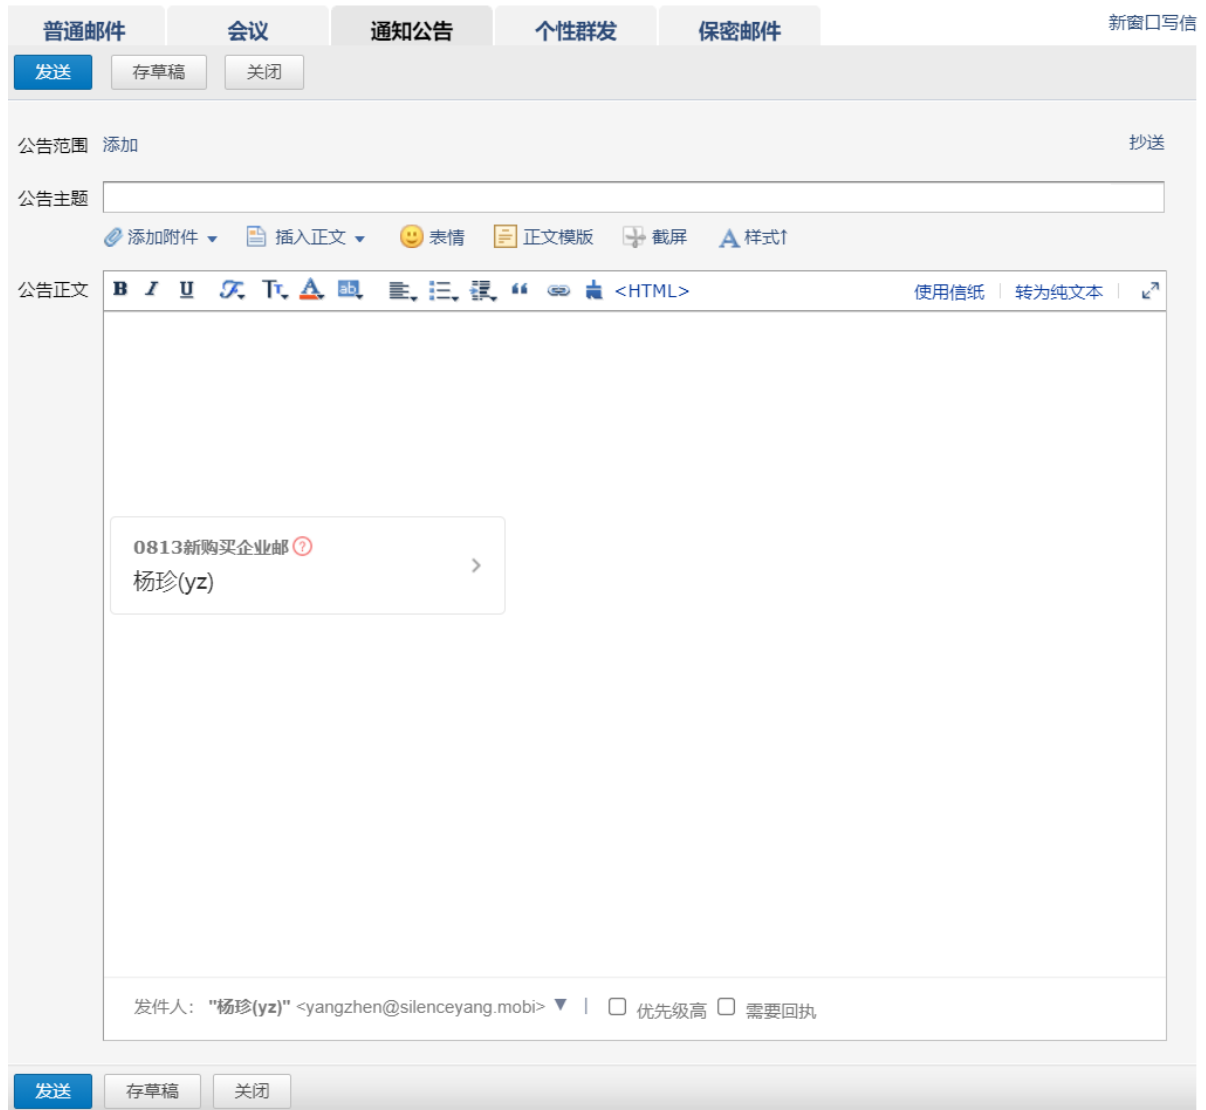 普通邮件 会议 通知公告 个性群发 保密邮件 新窗口写信
发送 存草稿 关闭
公告范围 添加 抄送
公告主题
添加附件 插入正文 表情 正文模版 截屏 样式↑
公告正文 B I U <HTML> 使用信纸 转为纯文本
0813新购买企业邮
杨珍(yz)
发件人： "杨珍(yz)" <yangzhen@silenceyang.mobi> 优先级高 需要回执
发送 存草稿 关闭